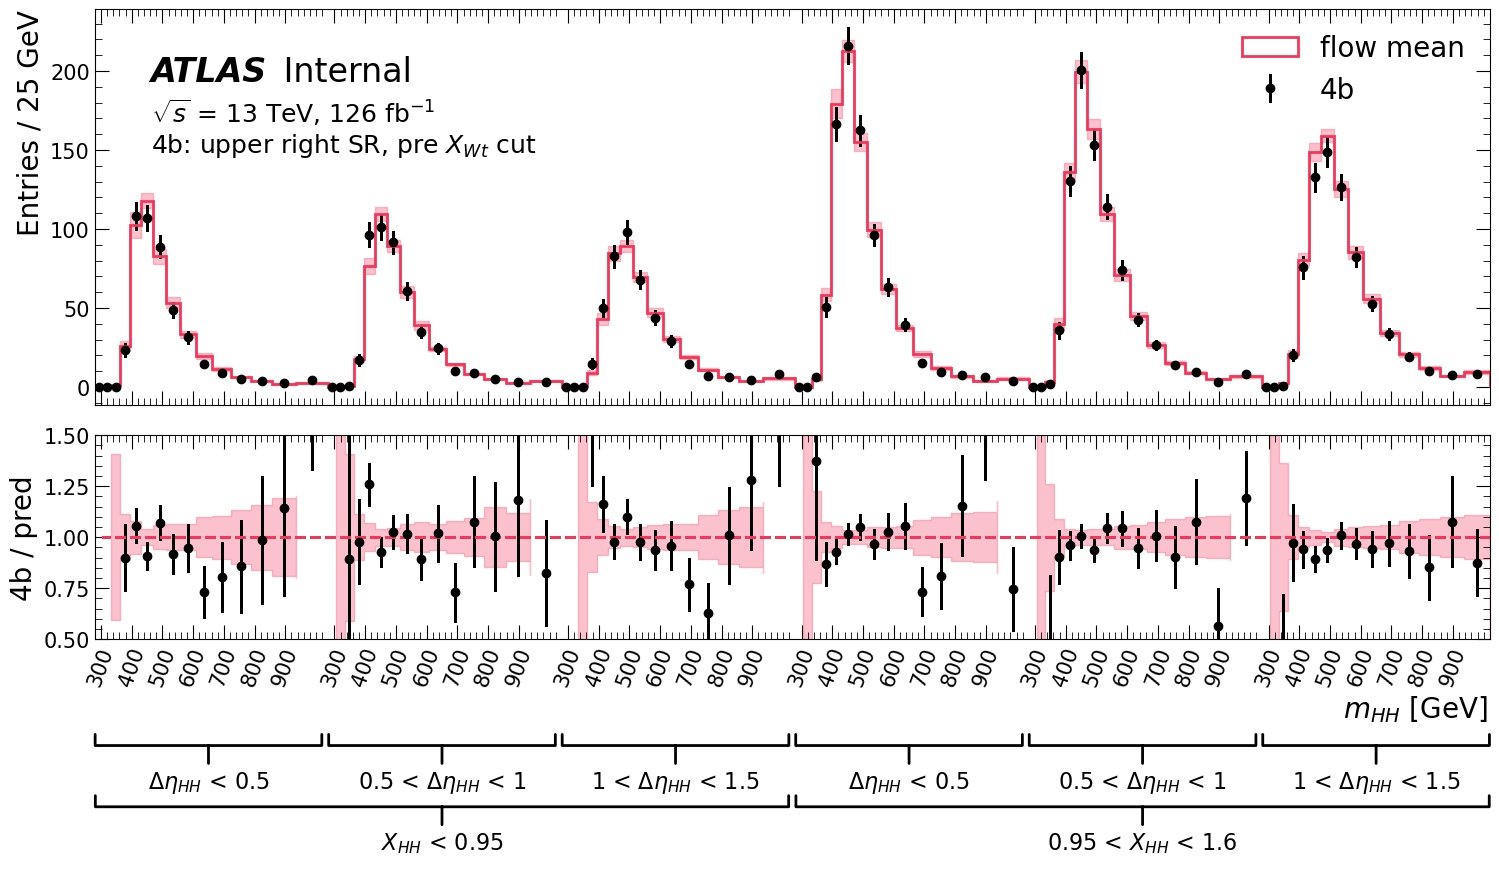 Entries / 25 GeV
200
150
100
50
0
ATLAS Internal
√s = 13 TeV, 126 fb⁻¹
4b: upper right SR, pre X_Wt cut
flow mean
4b
4b / pred
1.50
1.25
1.00
0.75
0.50
300 400 500 600 700 800 900 300 400 500 600 700 800 900 300 400 500 600 700 800 900 300 400 500 600 700 800 900 300 400 500 600 700 800 900 300 400 500 600 700 800 900
m_HH [GeV]
Δη_HH < 0.5 0.5 < Δη_HH < 1 1 < Δη_HH < 1.5 Δη_HH < 0.5 0.5 < Δη_HH < 1 1 < Δη_HH < 1.5
X_HH < 0.95 0.95 < X_HH < 1.6